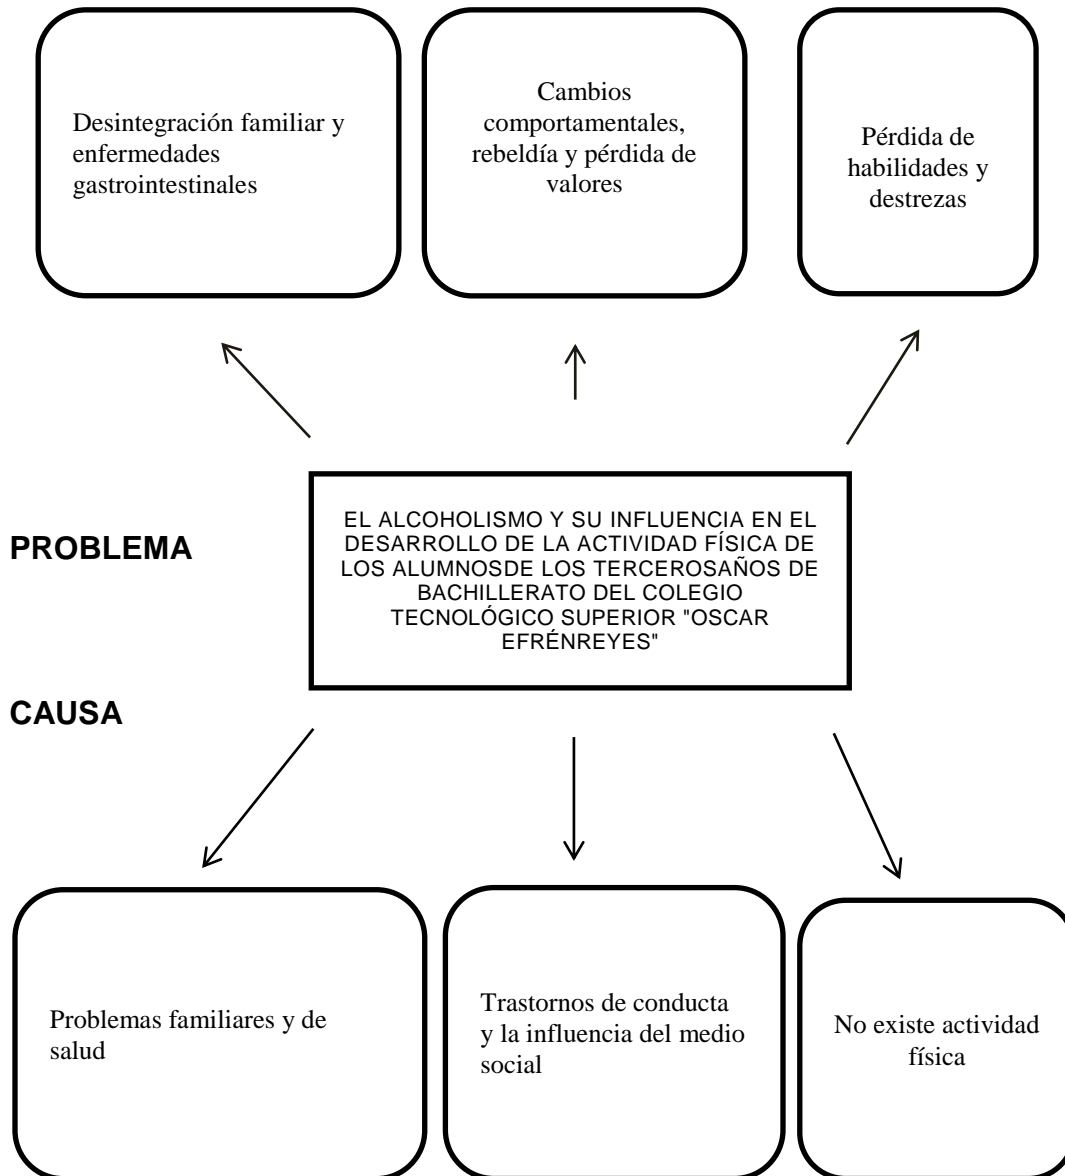 Desintegración familiar y
enfermedades
gastrointestinales
Cambios
comportamentales,
rebeldía y pérdida de
valores
Pérdida de
habilidades y
destrezas
PROBLEMA
EL ALCOHOLISMO Y SU INFLUENCIA EN EL
DESARROLLO DE LA ACTIVIDAD FÍSICA DE
LOS ALUMNOSDE LOS TERCEROSAÑOS DE
BACHILLERATO DEL COLEGIO
TECNOLÓGICO SUPERIOR "OSCAR
EFRÉNREYES"
CAUSA
Problemas familiares y de
salud
Trastornos de conducta
y la influencia del medio
social
No existe actividad
física